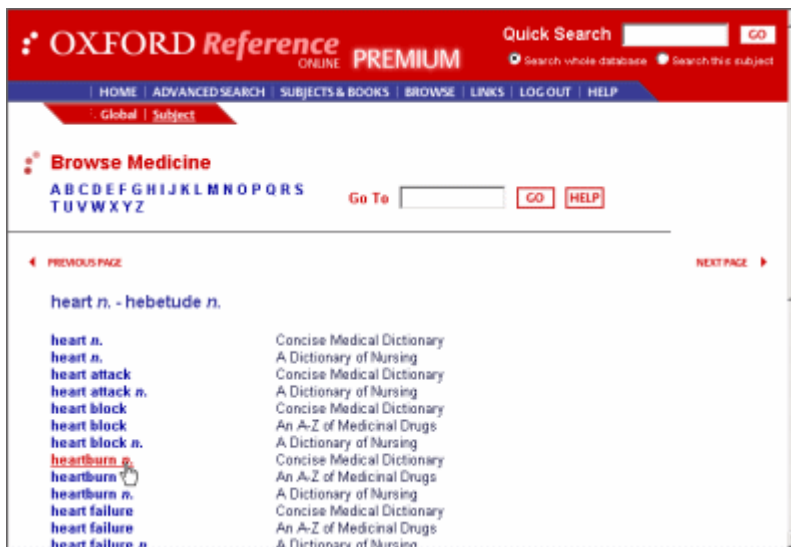 OXFORD Reference ONLINE PREMIUM
Quick Search GO
Search whole database Search this subject
HOME | ADVANCED SEARCH | SUBJECTS & BOOKS | BROWSE | LINKS | LOG OUT | HELP
Global | Subject
Browse Medicine
A B C D E F G H I J K L M N O P Q R S
T U V W X Y Z
Go To GO HELP
PREVIOUS PAGE NEXT PAGE
heart n. - hebetude n.
heart n. Concise Medical Dictionary
heart n. A Dictionary of Nursing
heart attack Concise Medical Dictionary
heart attack n. A Dictionary of Nursing
heart block Concise Medical Dictionary
heart block An A-Z of Medicinal Drugs
heart block n. A Dictionary of Nursing
heartburn n. Concise Medical Dictionary
heartburn An A-Z of Medicinal Drugs
heartburn n. A Dictionary of Nursing
heart failure Concise Medical Dictionary
heart failure An A-Z of Medicinal Drugs
heart failure n. A Dictionary of Nursing